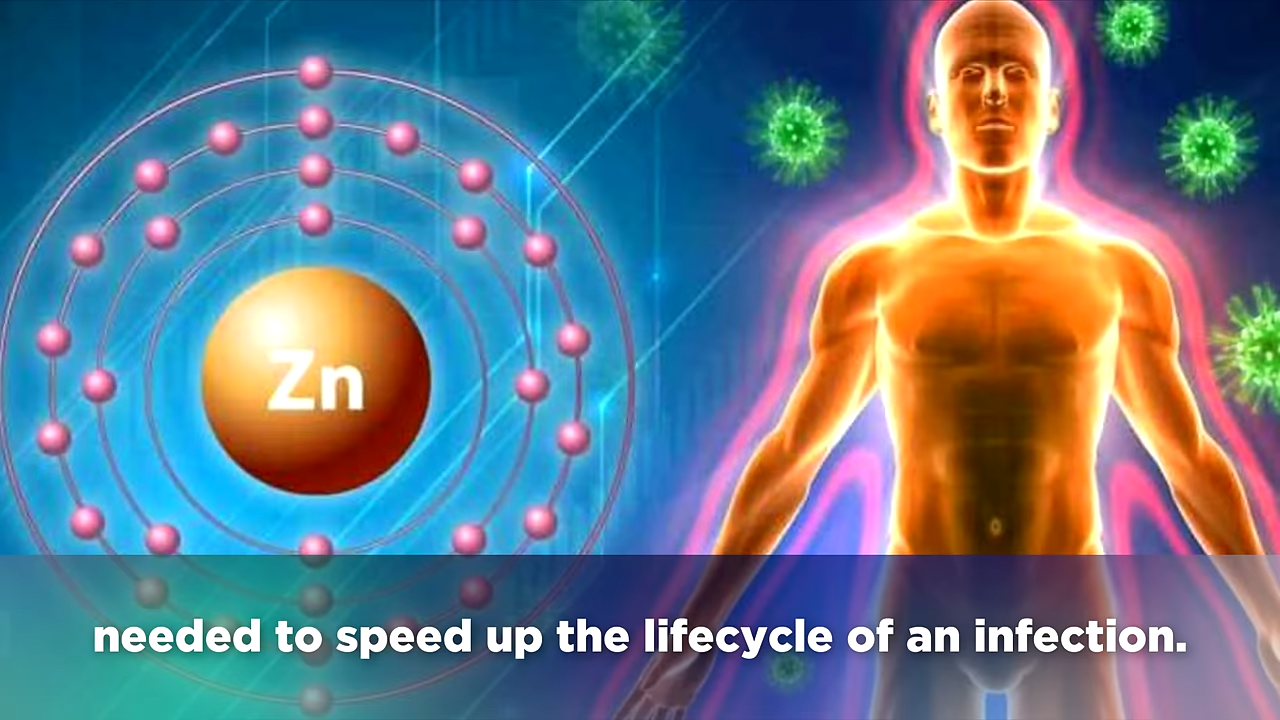 Zn
needed to speed up the lifecycle of an infection.